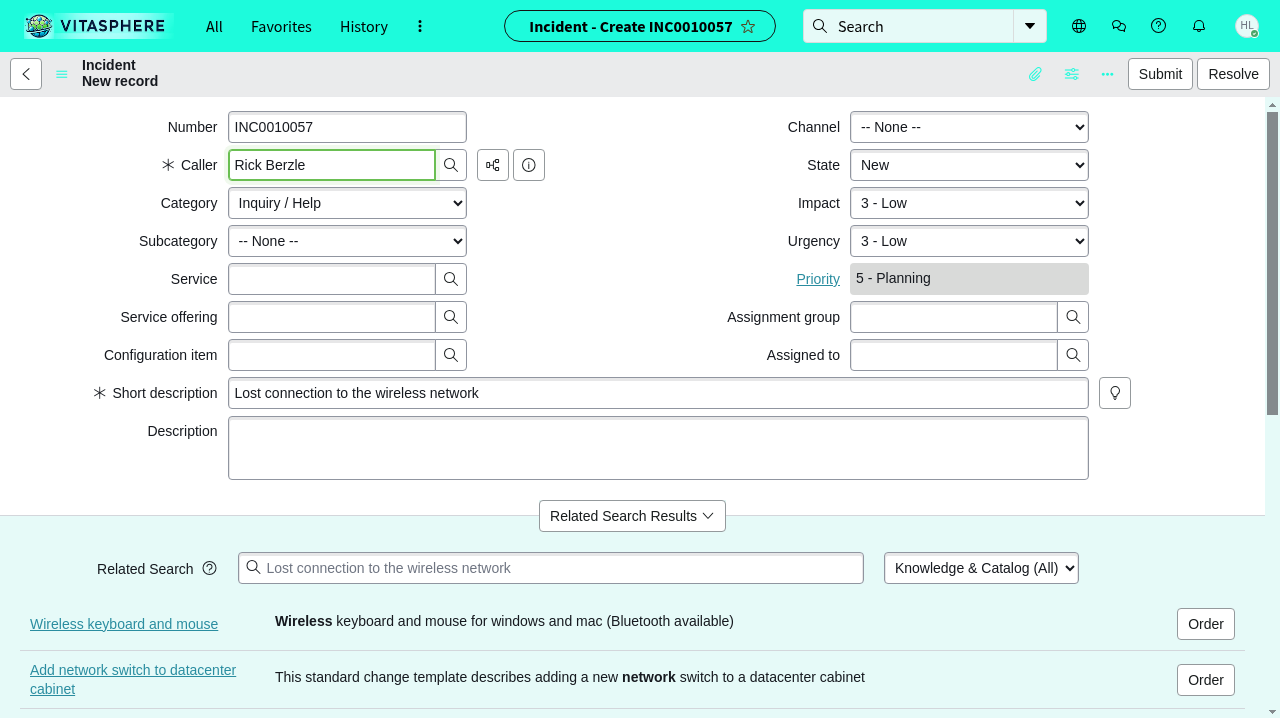 VITASPHERE
All
Favorites
History
Incident - Create INC0010057
Search
HL
Incident
New record
Submit
Resolve
Number
INC0010057
Channel
-- None --
Caller
Rick Berzle
State
New
Category
Inquiry / Help
Impact
3 - Low
Subcategory
-- None --
Urgency
3 - Low
Service
Priority
5 - Planning
Service offering
Assignment group
Configuration item
Assigned to
Short description
Lost connection to the wireless network
Description
Related Search Results
Related Search
Lost connection to the wireless network
Knowledge & Catalog (All)
Wireless keyboard and mouse
Wireless keyboard and mouse for windows and mac (Bluetooth available)
Order
Add network switch to datacenter
cabinet
This standard change template describes adding a new network switch to a datacenter cabinet
Order